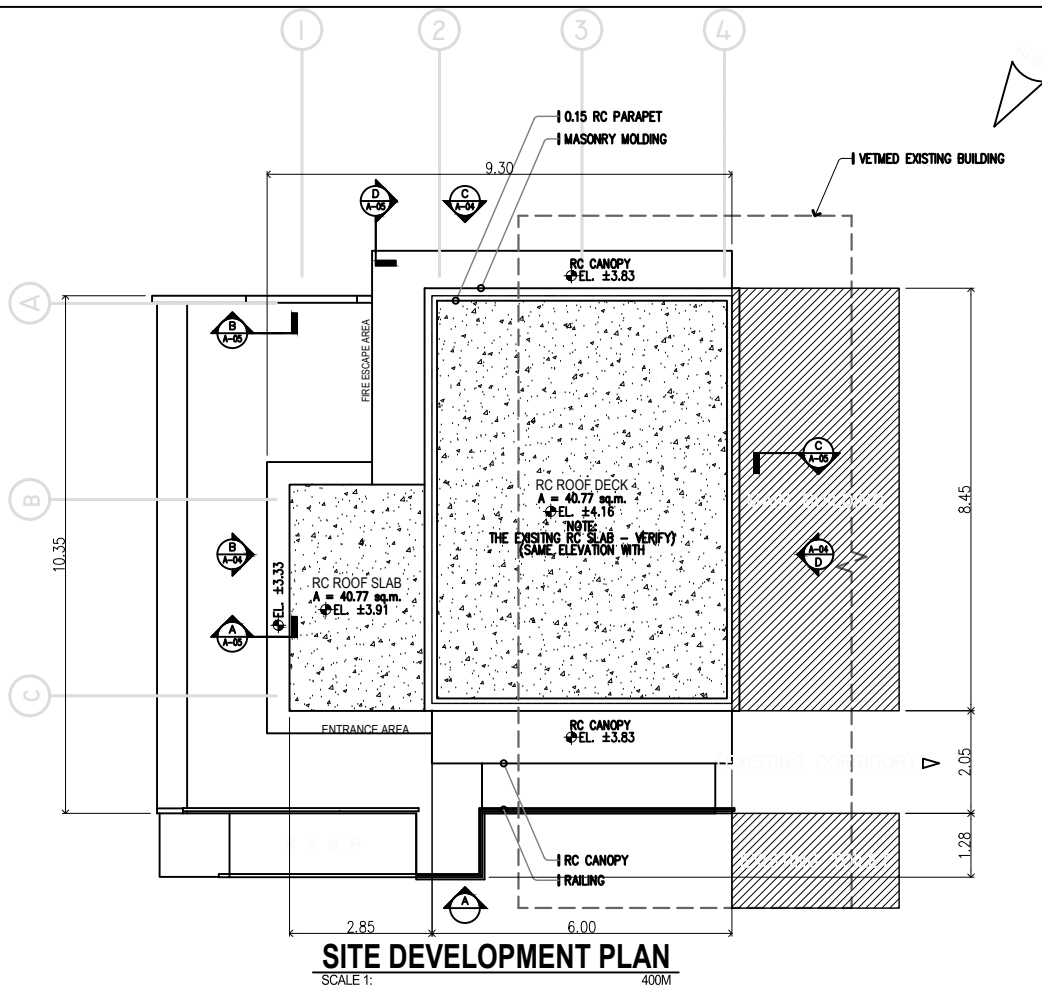 1
2
3
4
0.15 RC PARAPET
MASONRY MOLDING
VETMED EXISTING BUILDING
9.30
D
A-05
C
A-04
RC CANOPY
EL. ±3.83
A
B
A-05
FIRE ESCAPE AREA
C
A-05
RC ROOF DECK
A = 40.77 sq.m.
EL. ±4.16
NOTE:
THE EXISITNG RC SLAB - VERIFY)
(SAME ELEVATION WITH
B
8.45
10.35
B
A-04
A-04
D
EL. ±3.33
RC ROOF SLAB
A = 40.77 sq.m.
EL. ±3.91
A
A-05
C
ENTRANCE AREA
RC CANOPY
EL. ±3.83
(EXISTING CORRIDOR)
2.05
RAMP
1.28
RC CANOPY
RAILING
A
2.85
6.00
SITE DEVELOPMENT PLAN
SCALE 1:
400M